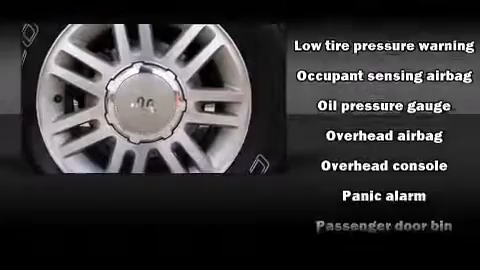 Low tire pressure warning
Occupant sensing airbag
Oil pressure gauge
Overhead airbag
Overhead console
Panic alarm
Passenger door bin